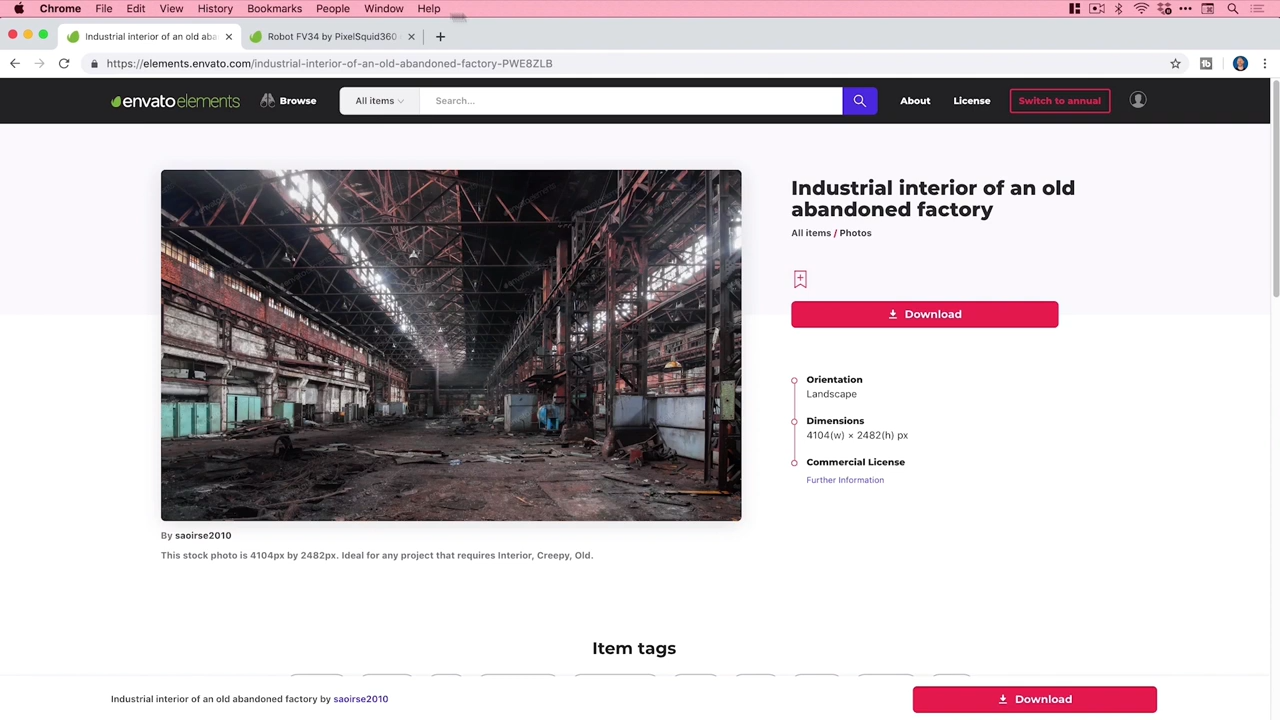 Chrome File Edit View History Bookmarks People Window Help
Industrial interior of an old aba
Robot FV34 by PixelSquid360
https://elements.envato.com/industrial-interior-of-an-old-abandoned-factory-PWE8ZLB
envatoelements Browse All items Search... About License Switch to annual
Industrial interior of an old
abandoned factory
All items / Photos
Download
Orientation
Landscape
Dimensions
4104(w) × 2482(h) px
Commercial License
Further Information
By saoirse2010
This stock photo is 4104px by 2482px. Ideal for any project that requires Interior, Creepy, Old.
Item tags
Industrial interior of an old abandoned factory by saoirse2010
Download